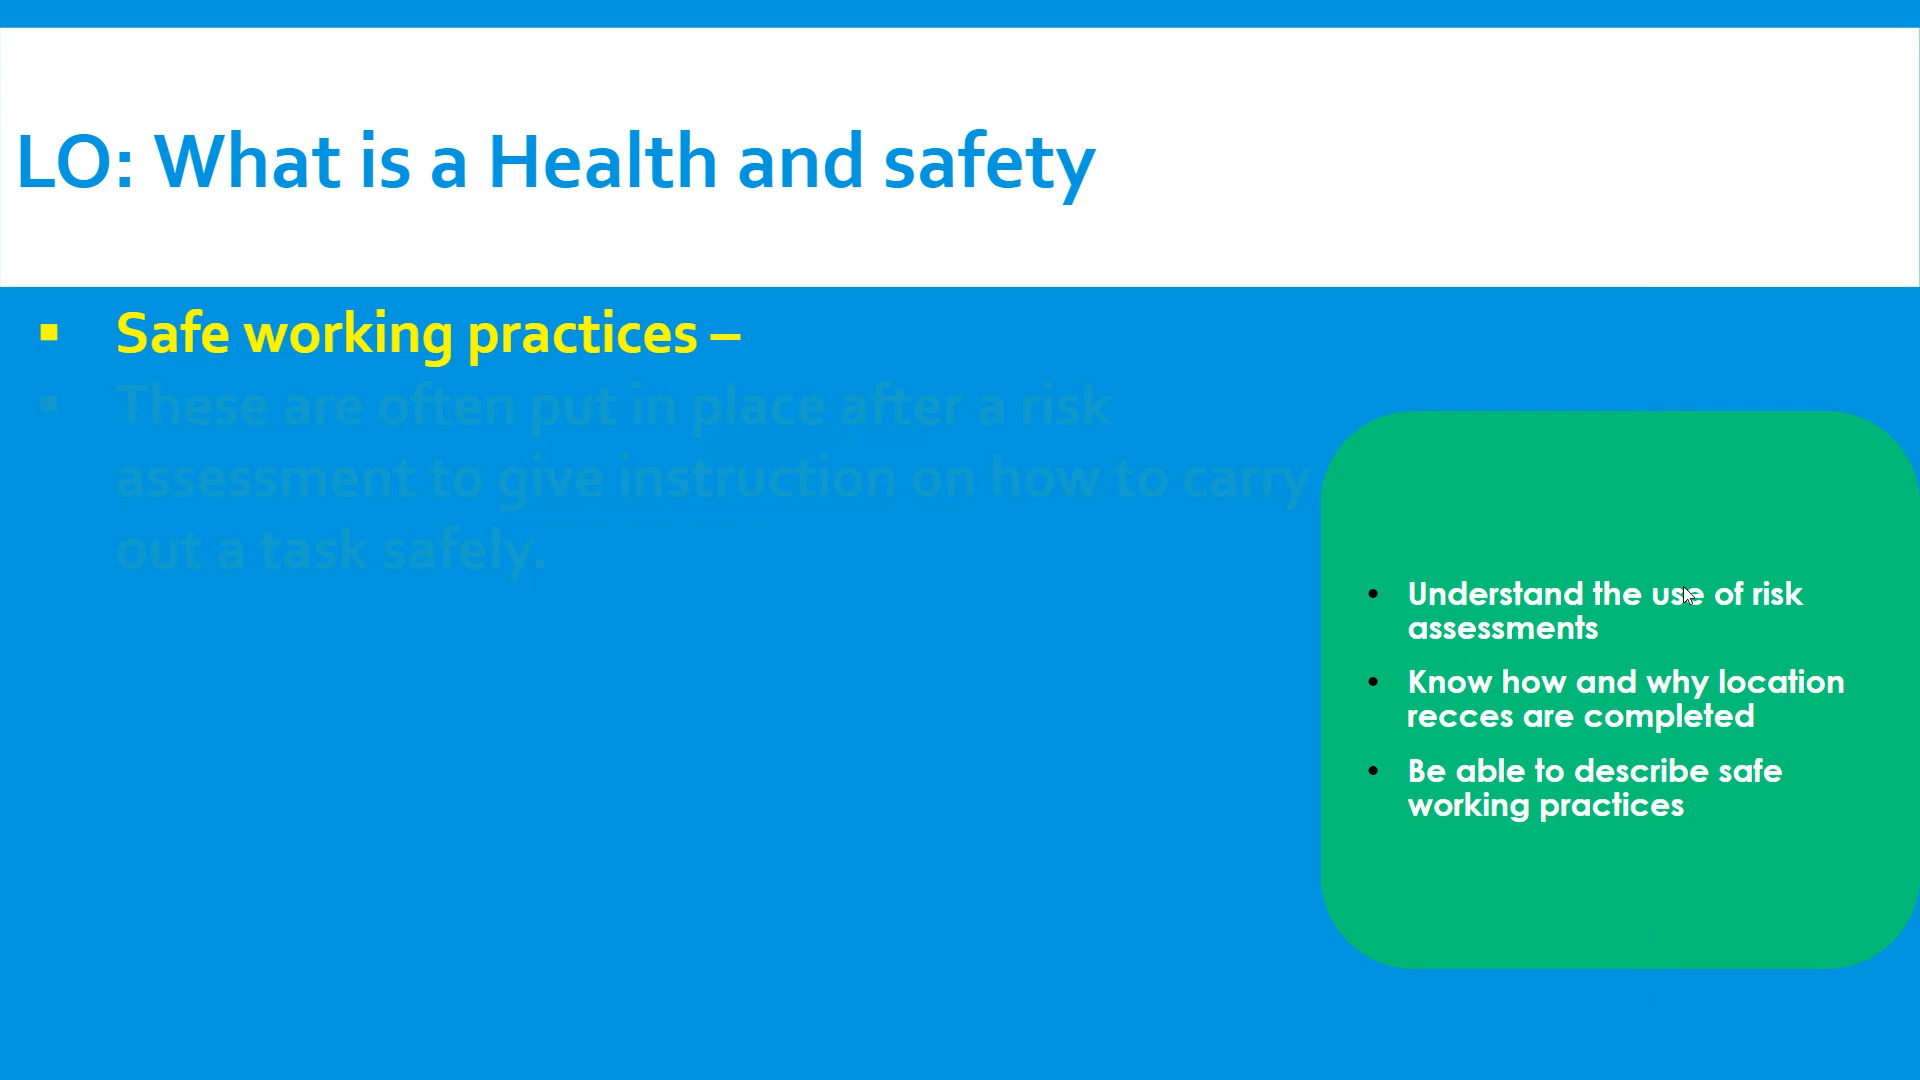 LO: What is a Health and safety
▪ Safe working practices –
▪ These are often put in place after a risk
assessment to give instruction on how to carry
out a task safely.
• Understand the use of risk
assessments
• Know how and why location
recces are completed
• Be able to describe safe
working practices